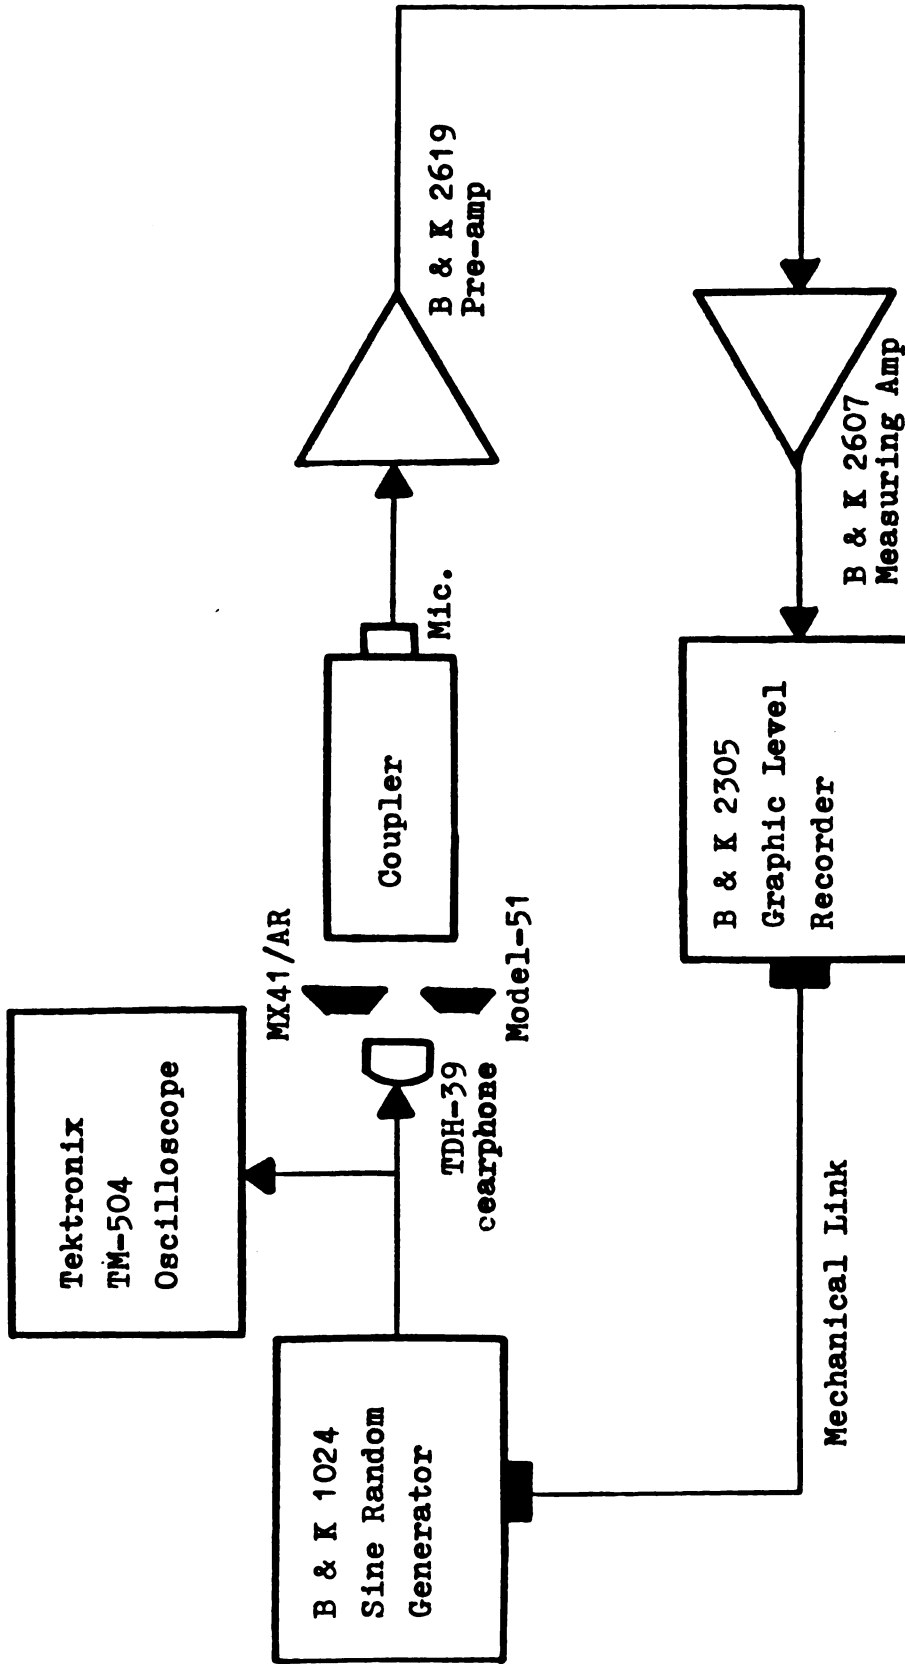 Tektronix
TM-504
Oscilloscope
B & K 1024
Sine Random
Generator
MX41/AR
TDH-39
cearphone
Model-51
Coupler
Mic.
B & K 2619
Pre-amp
B & K 2607
Measuring Amp
B & K 2305
Graphic Level
Recorder
Mechanical Link